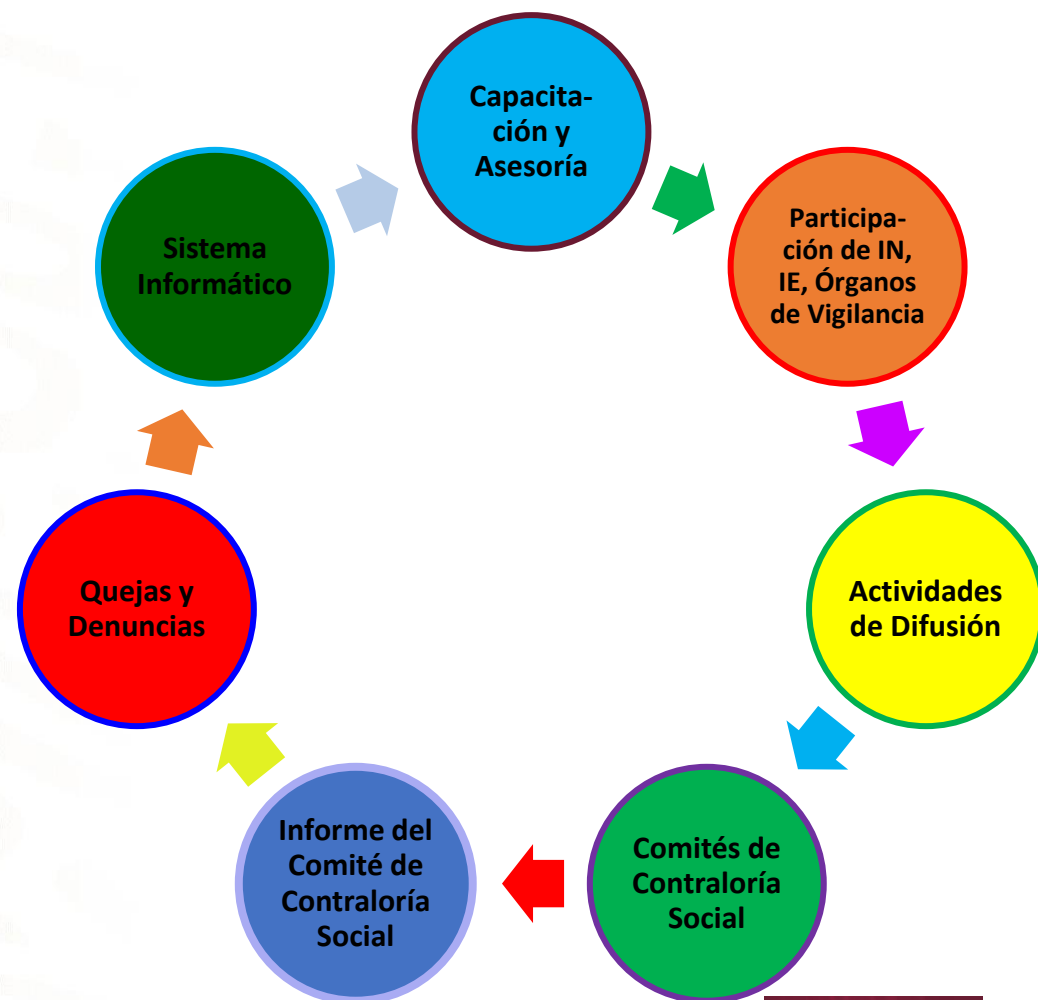 Capacita-
ción y
Asesoría
Participa-
ción de IN,
IE, Órganos
de Vigilancia
Actividades
de Difusión
Comités de
Contraloría
Social
Informe del
Comité de
Contraloría
Social
Quejas y
Denuncias
Sistema
Informático